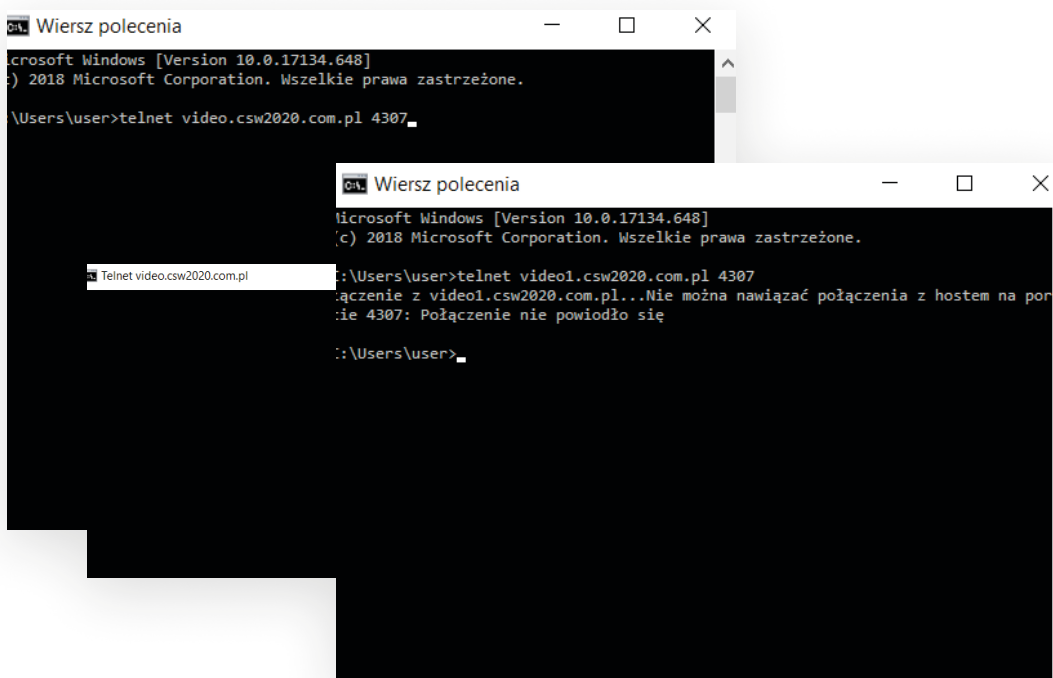 Wiersz polecenia
icrosoft Windows [Version 10.0.17134.648]
c) 2018 Microsoft Corporation. Wszelkie prawa zastrzeżone.
:\Users\user>telnet video.csw2020.com.pl 4307
Telnet video.csw2020.com.pl
Wiersz polecenia
Microsoft Windows [Version 10.0.17134.648]
(c) 2018 Microsoft Corporation. Wszelkie prawa zastrzeżone.
C:\Users\user>telnet video1.csw2020.com.pl 4307
Łączenie z video1.csw2020.com.pl...Nie można nawiązać połączenia z hostem na por
cie 4307: Połączenie nie powiodło się
C:\Users\user>